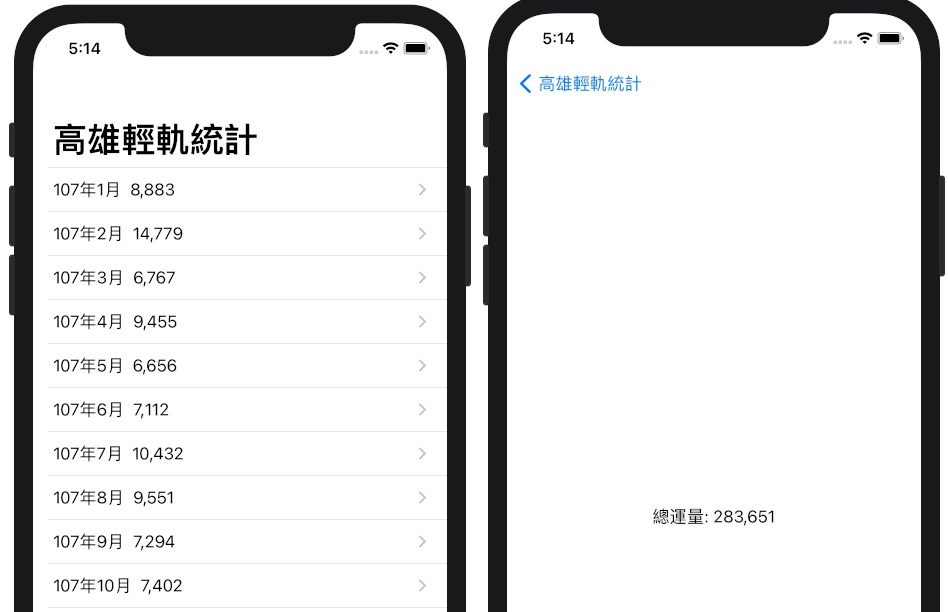 5:14
高雄輕軌統計
107年1月 8,883
107年2月 14,779
107年3月 6,767
107年4月 9,455
107年5月 6,656
107年6月 7,112
107年7月 10,432
107年8月 9,551
107年9月 7,294
107年10月 7,402
5:14
高雄輕軌統計
總運量: 283,651